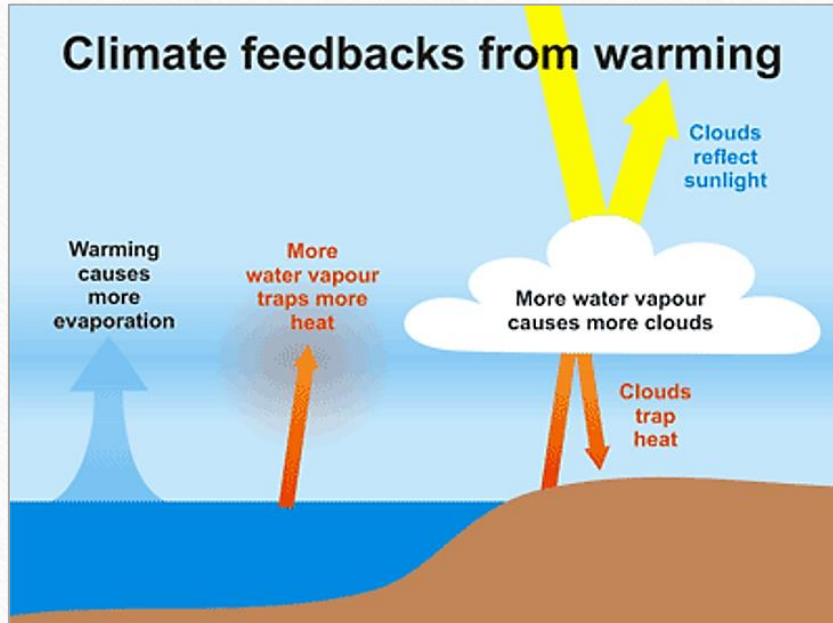 Climate feedbacks from warming
Clouds
reflect
sunlight
Warming
causes
more
evaporation
More
water vapour
traps more
heat
More water vapour
causes more clouds
Clouds
trap
heat